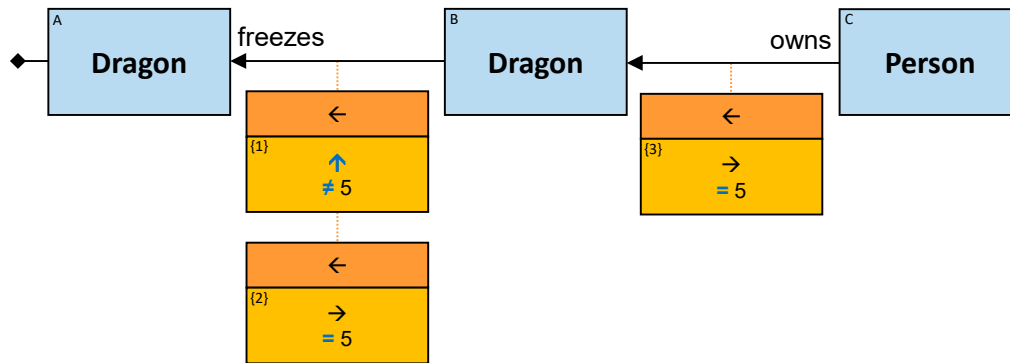 A
Dragon
freezes
B
Dragon
owns
C
Person
←
{1}
↑
≠ 5
←
{2}
→
= 5
←
{3}
→
= 5